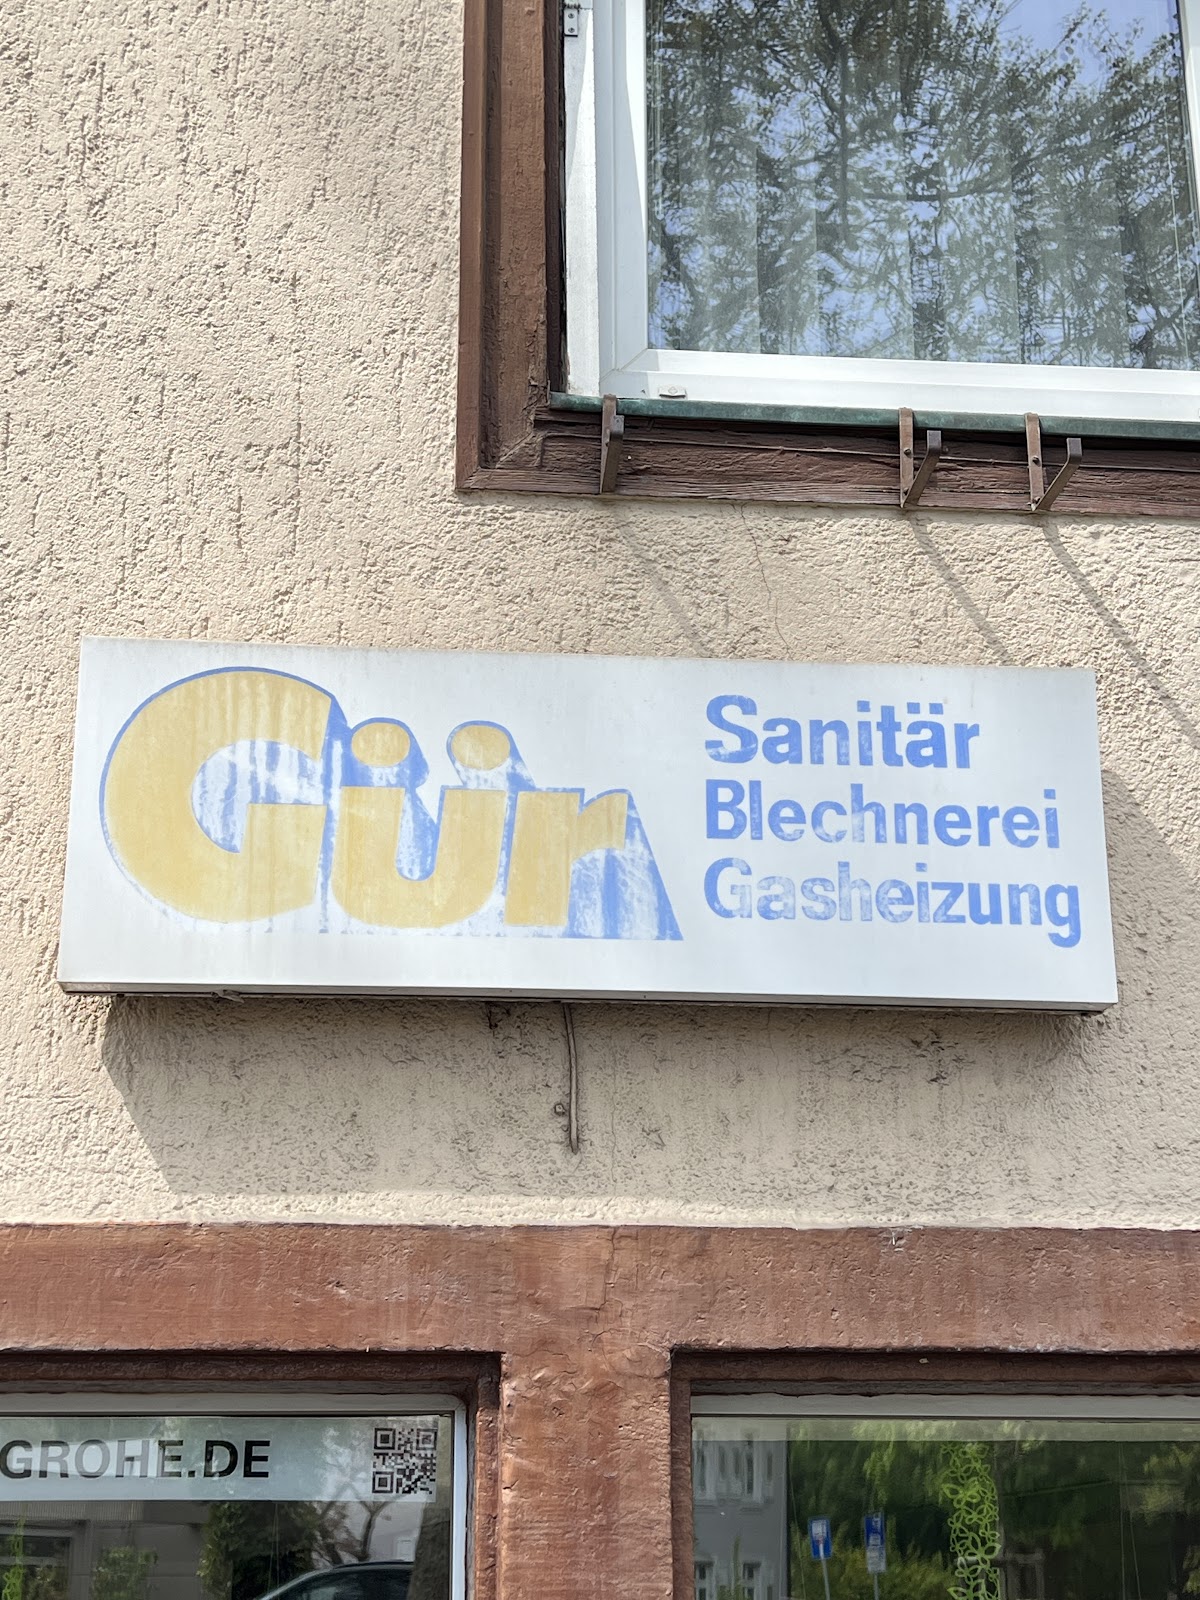 Gür
Sanitär
Blechnerei
Gasheizung
GROHE.DE